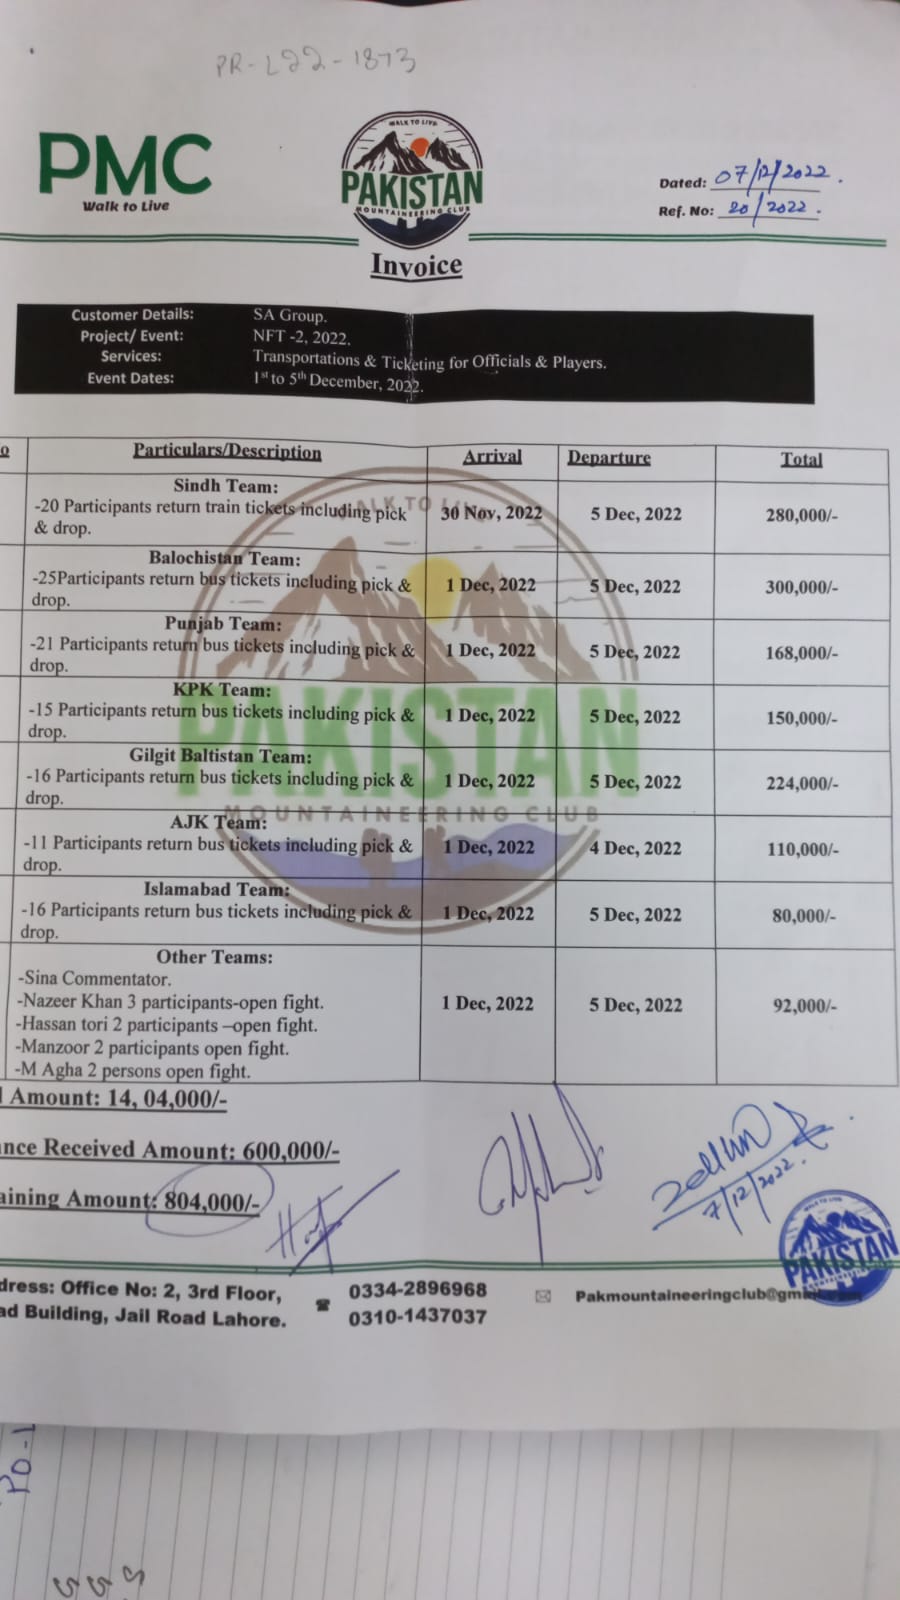 PR-L22-1873
PMC
Walk to Live
WALK TO LIVE
PAKISTAN
MOUNTAINEERING CLUB
Dated: 07/12/2022.
Ref. No: 20/2022.
Invoice
Customer Details: SA Group.
Project/ Event: NFT -2, 2022.
Services: Transportations & Ticketing for Officials & Players.
Event Dates: 1st to 5th December, 2022.
o Particulars/Description Arrival Departure Total
Sindh Team:
-20 Participants return train tickets including pick & drop. 30 Nov, 2022 5 Dec, 2022 280,000/-
Balochistan Team:
-25Participants return bus tickets including pick & drop. 1 Dec, 2022 5 Dec, 2022 300,000/-
Punjab Team:
-21 Participants return bus tickets including pick & drop. 1 Dec, 2022 5 Dec, 2022 168,000/-
KPK Team:
-15 Participants return bus tickets including pick & drop. 1 Dec, 2022 5 Dec, 2022 150,000/-
Gilgit Baltistan Team:
-16 Participants return bus tickets including pick & drop. 1 Dec, 2022 5 Dec, 2022 224,000/-
AJK Team:
-11 Participants return bus tickets including pick & drop. 1 Dec, 2022 4 Dec, 2022 110,000/-
Islamabad Team:
-16 Participants return bus tickets including pick & drop. 1 Dec, 2022 5 Dec, 2022 80,000/-
Other Teams:
-Sina Commentator.
-Nazeer Khan 3 participants-open fight. 1 Dec, 2022 5 Dec, 2022 92,000/-
-Hassan tori 2 participants –open fight.
-Manzoor 2 participants open fight.
-M Agha 2 persons open fight.
WALK TO LIVE
PAKISTAN
MOUNTAINEERING CLUB
l Amount: 14, 04,000/-
nce Received Amount: 600,000/-
aining Amount: 804,000/-
7/12/2022.
PAKISTAN
dress: Office No: 2, 3rd Floor,
ad Building, Jail Road Lahore.
0334-2896968
0310-1437037
Pakmountaineeringclub@gmail.com
PO-L